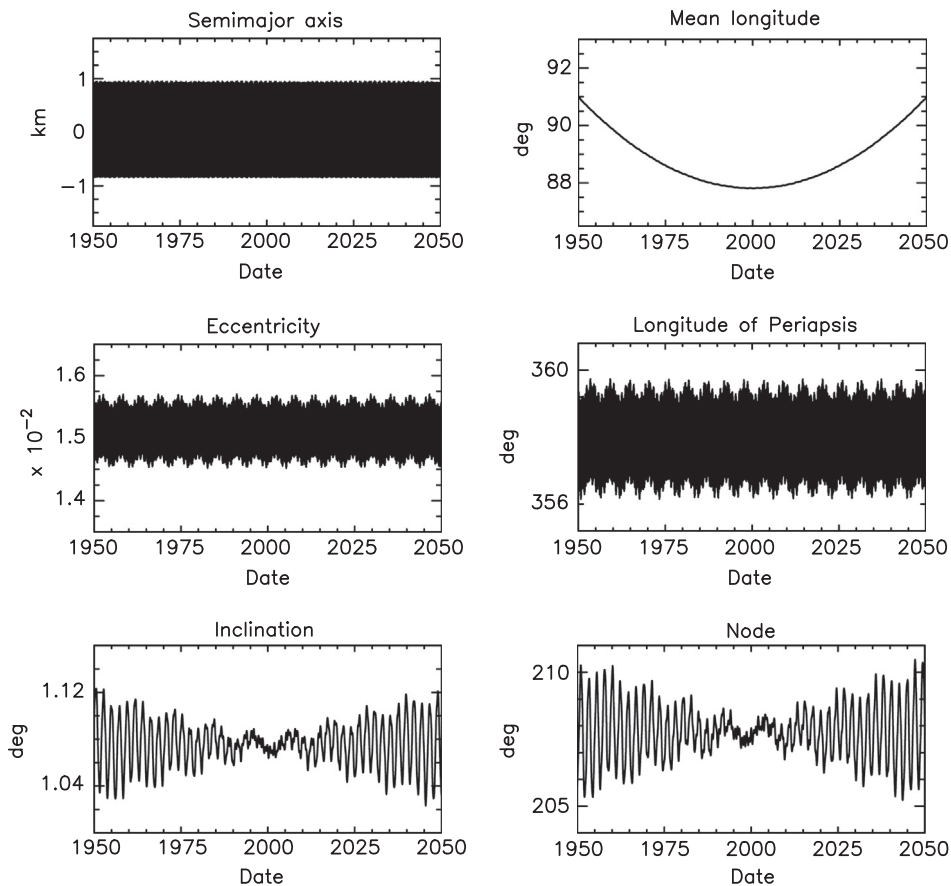 Semimajor axis
1
0
−1
km
1950 1975 2000 2025 2050
Date
Mean longitude
92
90
88
deg
1950 1975 2000 2025 2050
Date
Eccentricity
1.6
1.5
1.4
x 10⁻²
1950 1975 2000 2025 2050
Date
Longitude of Periapsis
360
356
deg
1950 1975 2000 2025 2050
Date
Inclination
1.12
1.04
deg
1950 1975 2000 2025 2050
Date
Node
210
205
deg
1950 1975 2000 2025 2050
Date